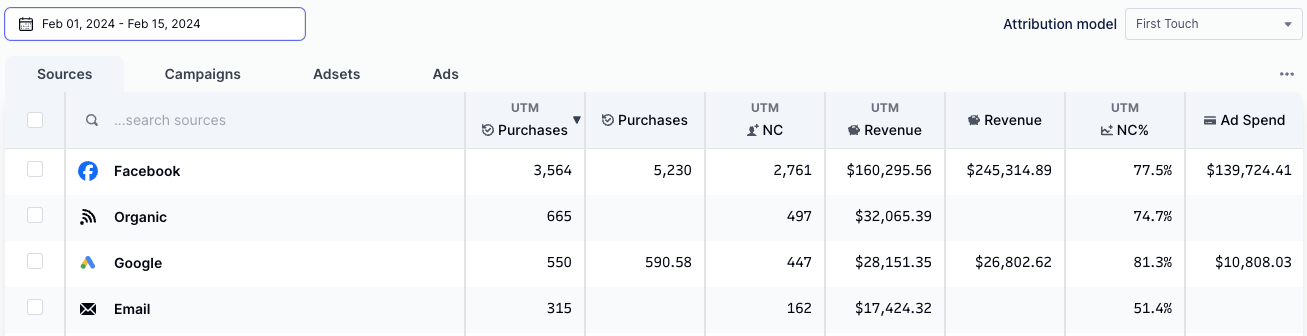 Feb 01, 2024 - Feb 15, 2024
Attribution model
First Touch
Sources Campaigns Adsets Ads
...search sources
UTM Purchases
Purchases
UTM NC
UTM Revenue
Revenue
UTM NC%
Ad Spend
Facebook 3,564 5,230 2,761 $160,295.56 $245,314.89 77.5% $139,724.41
Organic 665 497 $32,065.39 74.7%
Google 550 590.58 447 $28,151.35 $26,802.62 81.3% $10,808.03
Email 315 162 $17,424.32 51.4%